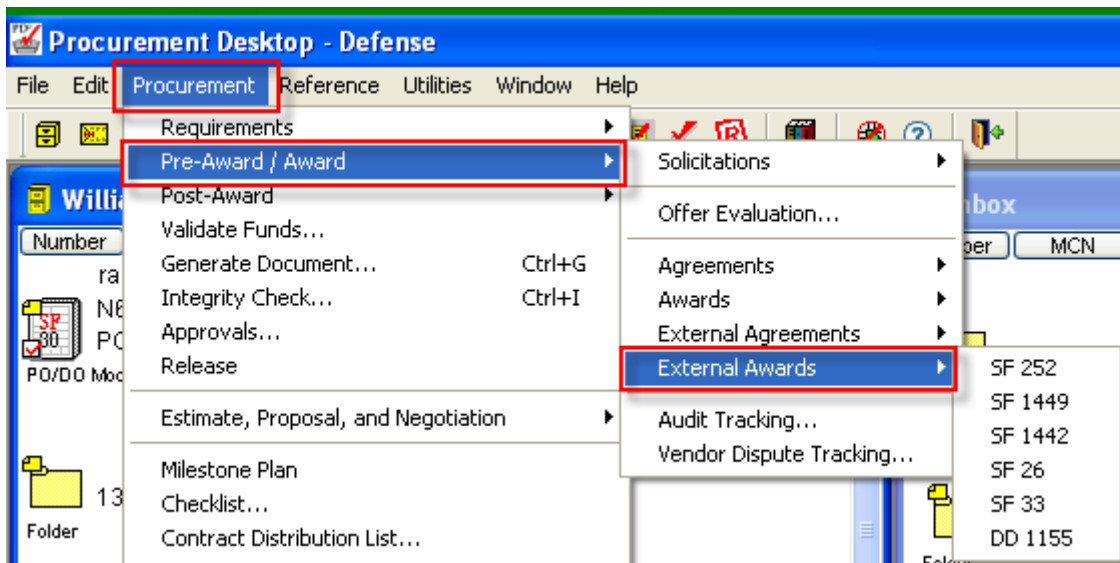 Procurement Desktop - Defense
File Edit Procurement Reference Utilities Window Help
Requirements
Pre-Award / Award
Post-Award
Validate Funds...
Generate Document... Ctrl+G
Integrity Check... Ctrl+I
Approvals...
Release
Estimate, Proposal, and Negotiation
Milestone Plan
Checklist...
Contract Distribution List...
Solicitations
Offer Evaluation...
Agreements
Awards
External Agreements
External Awards
Audit Tracking...
Vendor Dispute Tracking...
SF 252
SF 1449
SF 1442
SF 26
SF 33
DD 1155
Number
SF
30
PO/DO
13
Folder
MCN